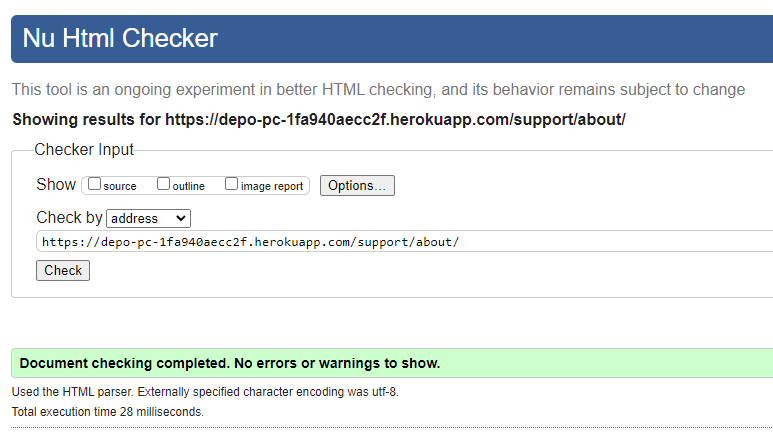 Nu Html Checker
This tool is an ongoing experiment in better HTML checking, and its behavior remains subject to change
Showing results for https://depo-pc-1fa940aecc2f.herokuapp.com/support/about/
Checker Input
Show source outline image report Options...
Check by address
https://depo-pc-1fa940aecc2f.herokuapp.com/support/about/
Check
Document checking completed. No errors or warnings to show.
Used the HTML parser. Externally specified character encoding was utf-8.
Total execution time 28 milliseconds.